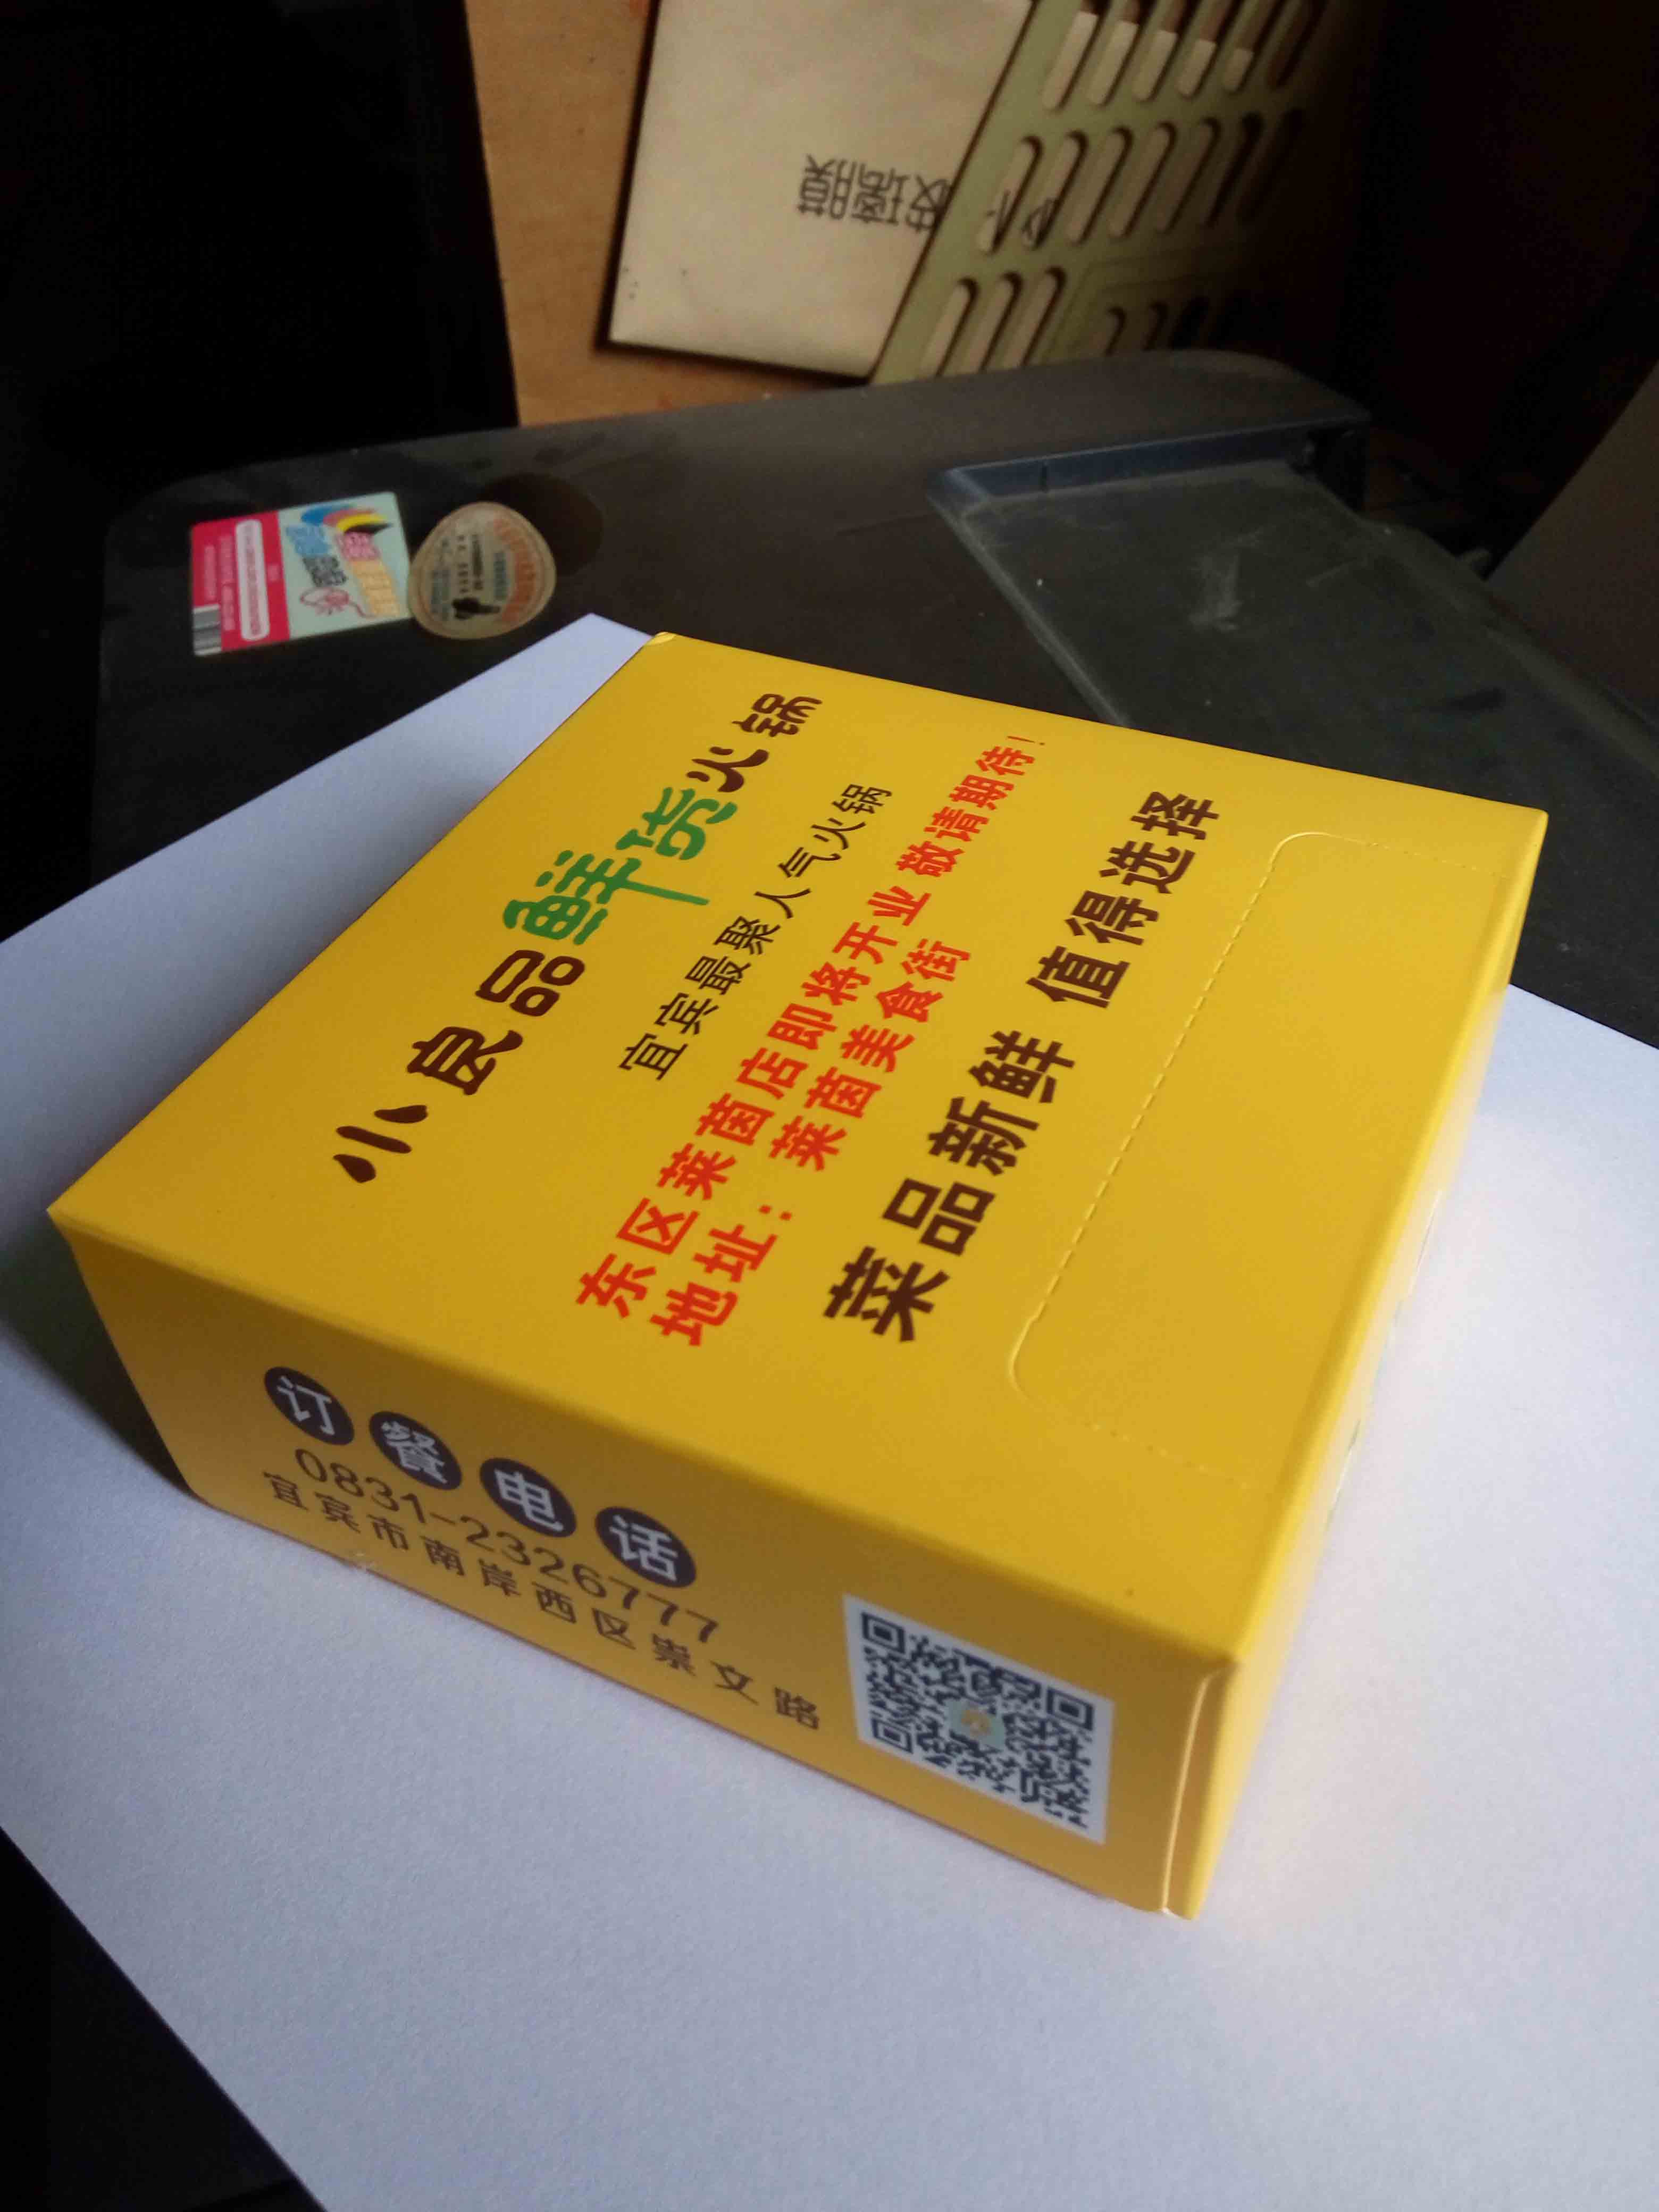 小良品鲜货火锅
宜宾最聚人气火锅
东区莱茵店即将开业 敬请期待！
地址：莱茵美食街
菜品新鲜 值得选择
订餐电话
0831-2326777
宜宾市南岸西区崇文路